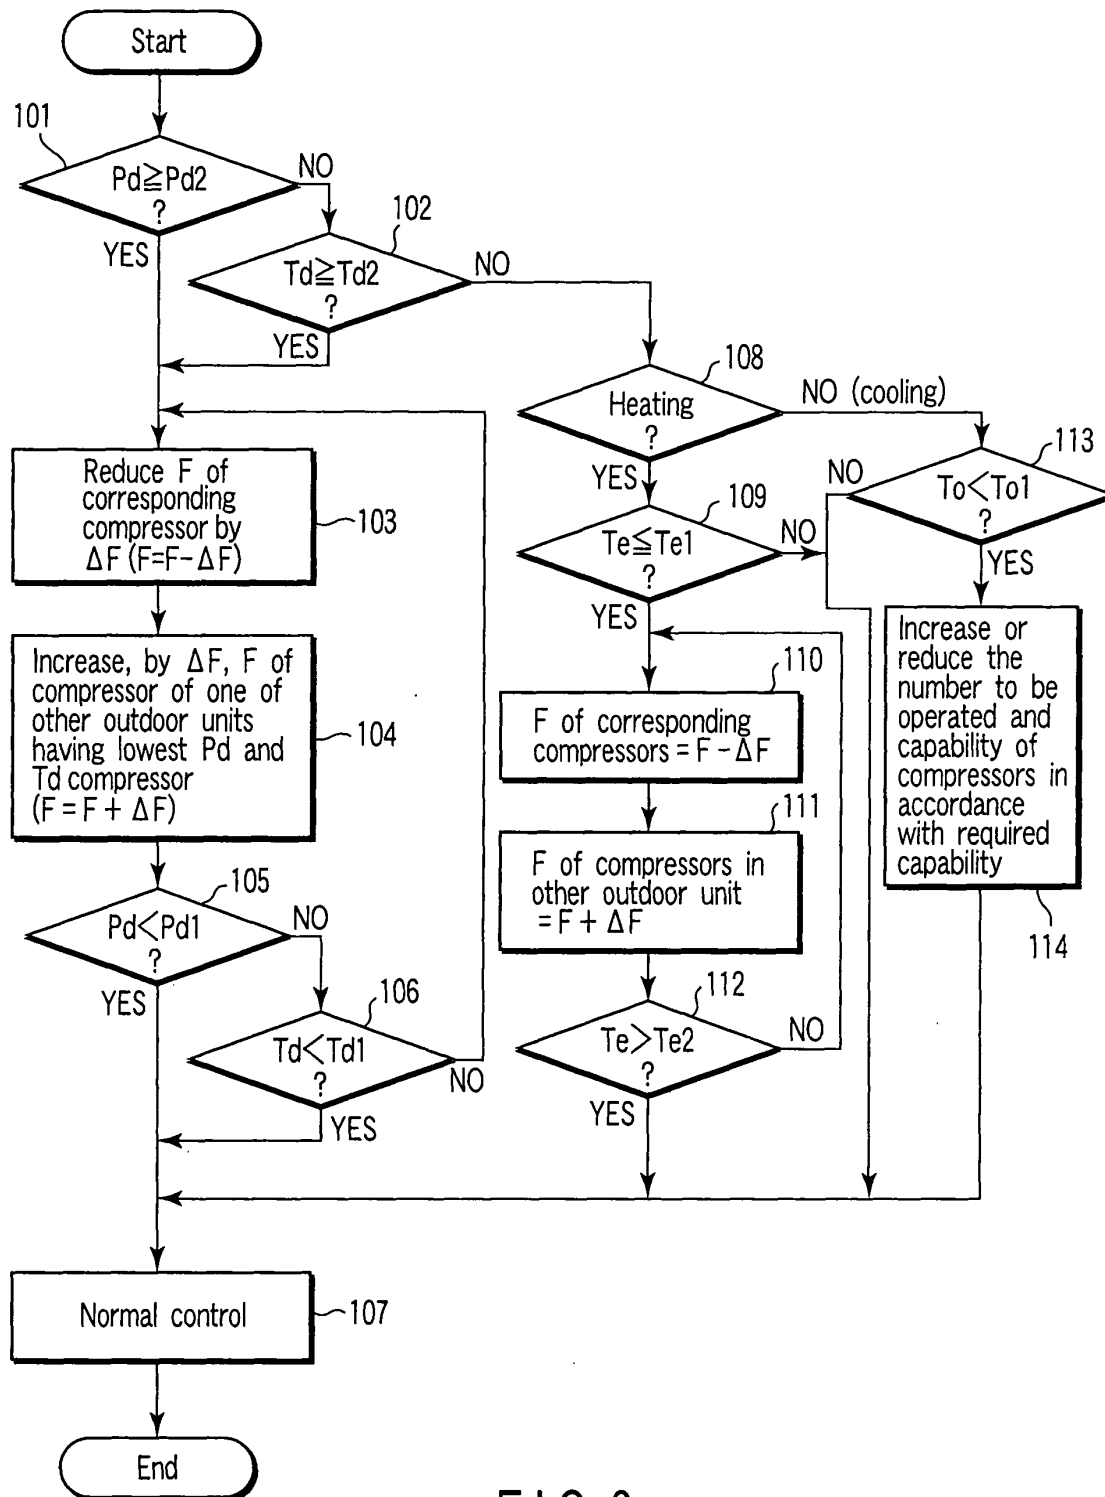 Start
101
Pd≧Pd2
?
NO
YES
102
Td≧Td2
?
NO
YES
108
Heating
?
NO (cooling)
YES
113
To<To1
?
NO
YES
109
Te≦Te1
?
NO
YES
Reduce F of
corresponding
compressor by
ΔF (F=F-ΔF)
103
Increase, by ΔF, F of
compressor of one of
other outdoor units
having lowest Pd and
Td compressor
(F = F + ΔF)
104
105
Pd<Pd1
?
NO
YES
106
Td<Td1
?
NO
YES
110
F of corresponding
compressors = F - ΔF
111
F of compressors in
other outdoor unit
= F + ΔF
112
Te>Te2
?
NO
YES
Increase or
reduce the
number to be
operated and
capability of
compressors in
accordance
with required
capability
114
Normal control
107
End